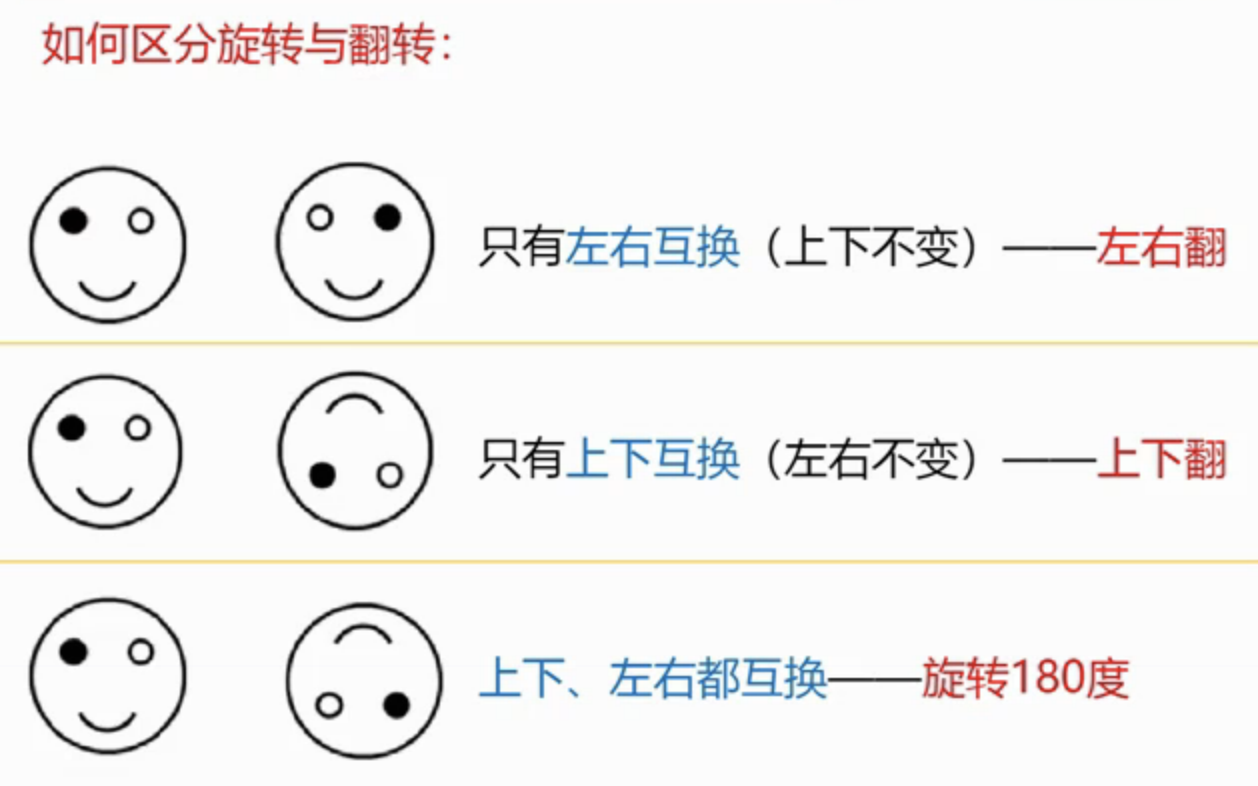 如何区分旋转与翻转：
只有左右互换（上下不变）——左右翻
只有上下互换（左右不变）——上下翻
上下、左右都互换——旋转180度